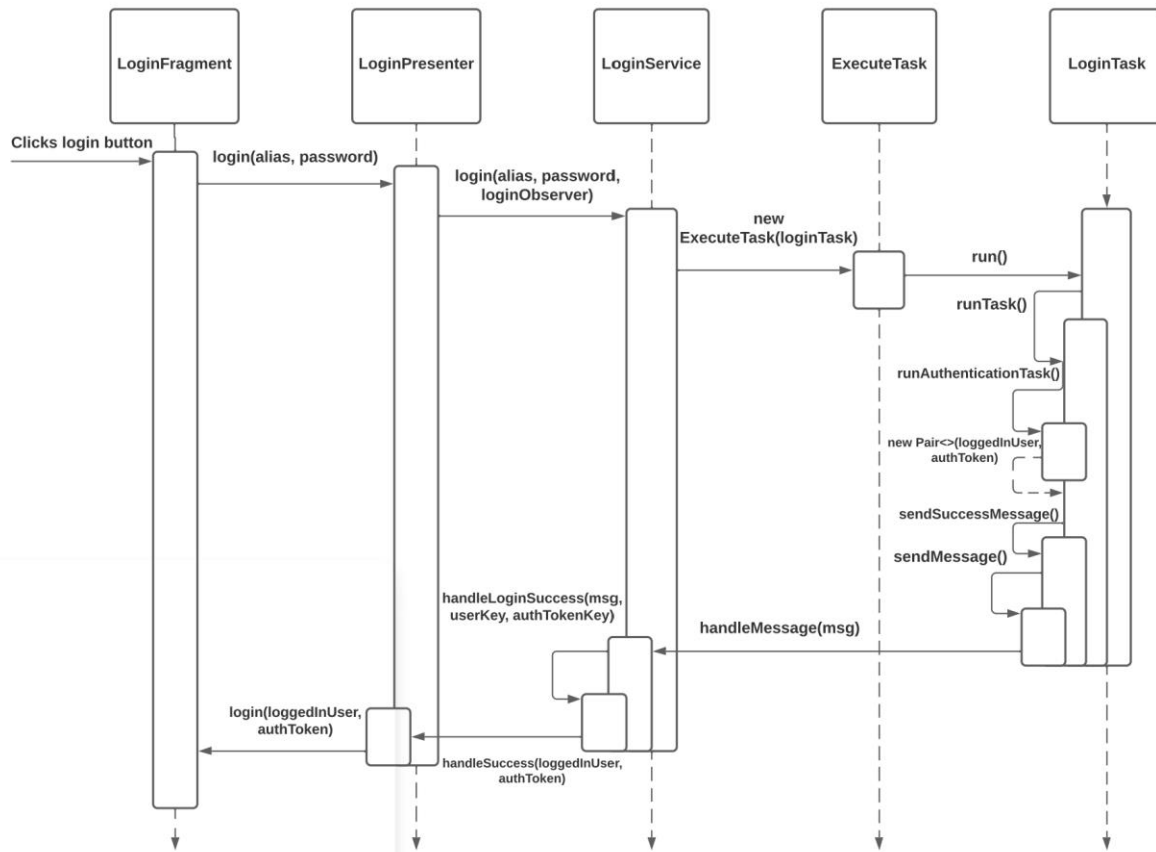 LoginFragment
LoginPresenter
LoginService
ExecuteTask
LoginTask
Clicks login button
login(alias, password)
login(alias, password,
loginObserver)
new
ExecuteTask(loginTask)
run()
runTask()
runAuthenticationTask()
new Pair<>(loggedInUser,
authToken)
sendSuccessMessage()
sendMessage()
handleMessage(msg)
handleLoginSuccess(msg,
userKey, authTokenKey)
handleSuccess(loggedInUser,
authToken)
login(loggedInUser,
authToken)